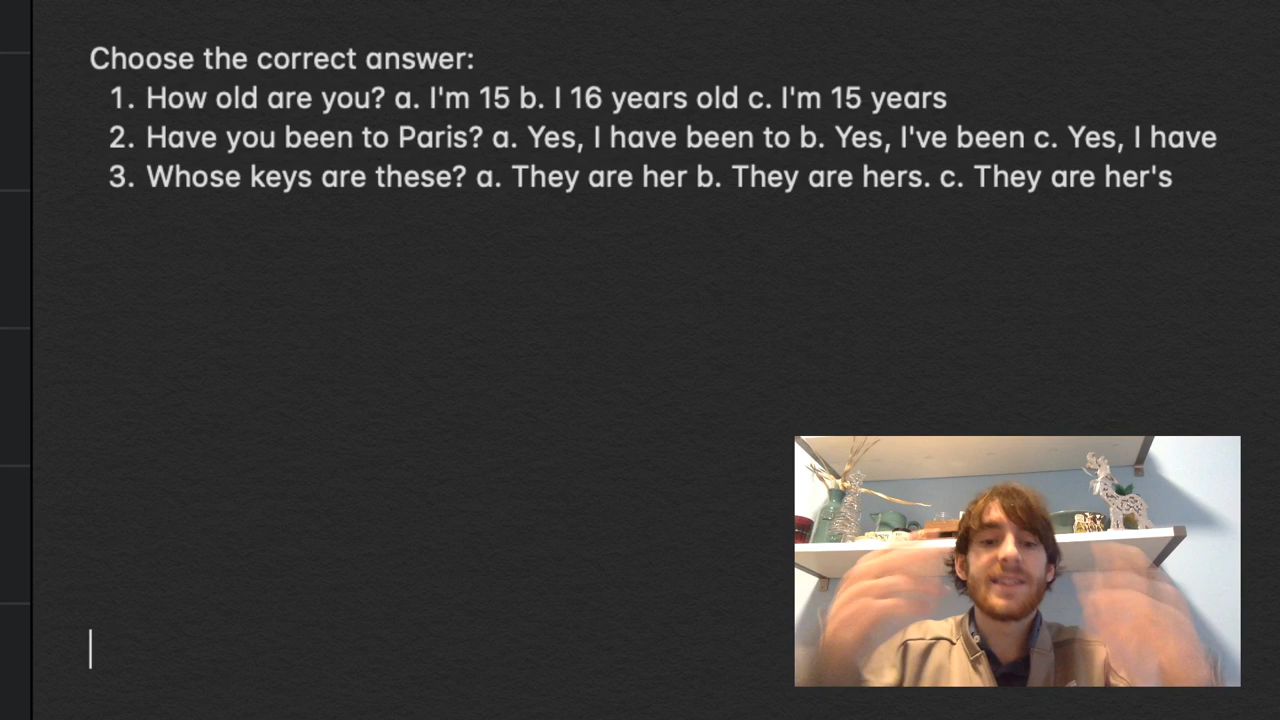 Choose the correct answer:
1. How old are you? a. I'm 15 b. I 16 years old c. I'm 15 years
2. Have you been to Paris? a. Yes, I have been to b. Yes, I've been c. Yes, I have
3. Whose keys are these? a. They are her b. They are hers. c. They are her's